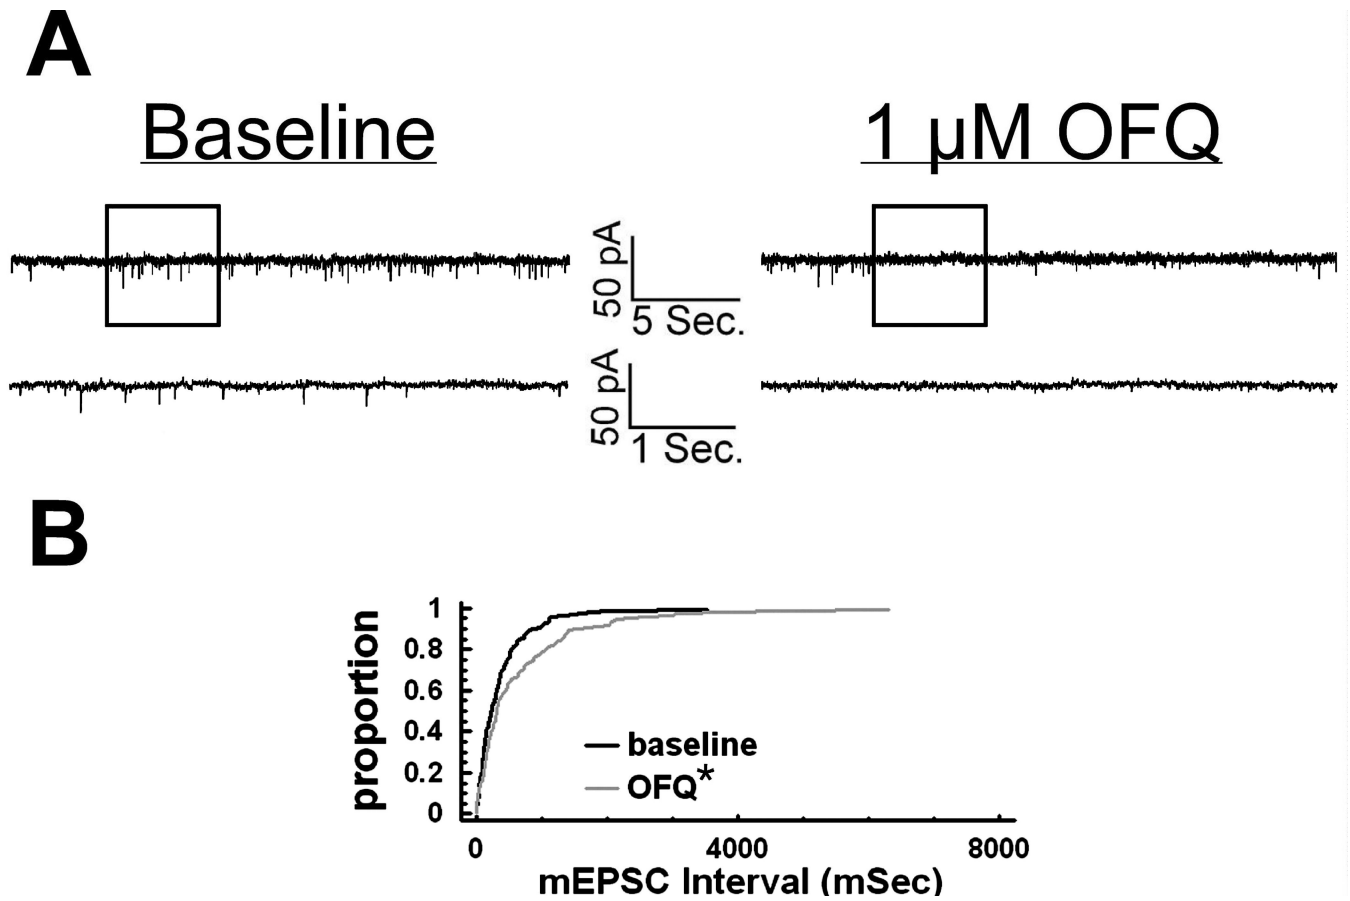 A
Baseline
1 µM OFQ
50 pA
5 Sec.
50 pA
1 Sec.
B
proportion
1
0.8
0.6
0.4
0.2
0
baseline
OFQ*
0
4000
8000
mEPSC Interval (mSec)